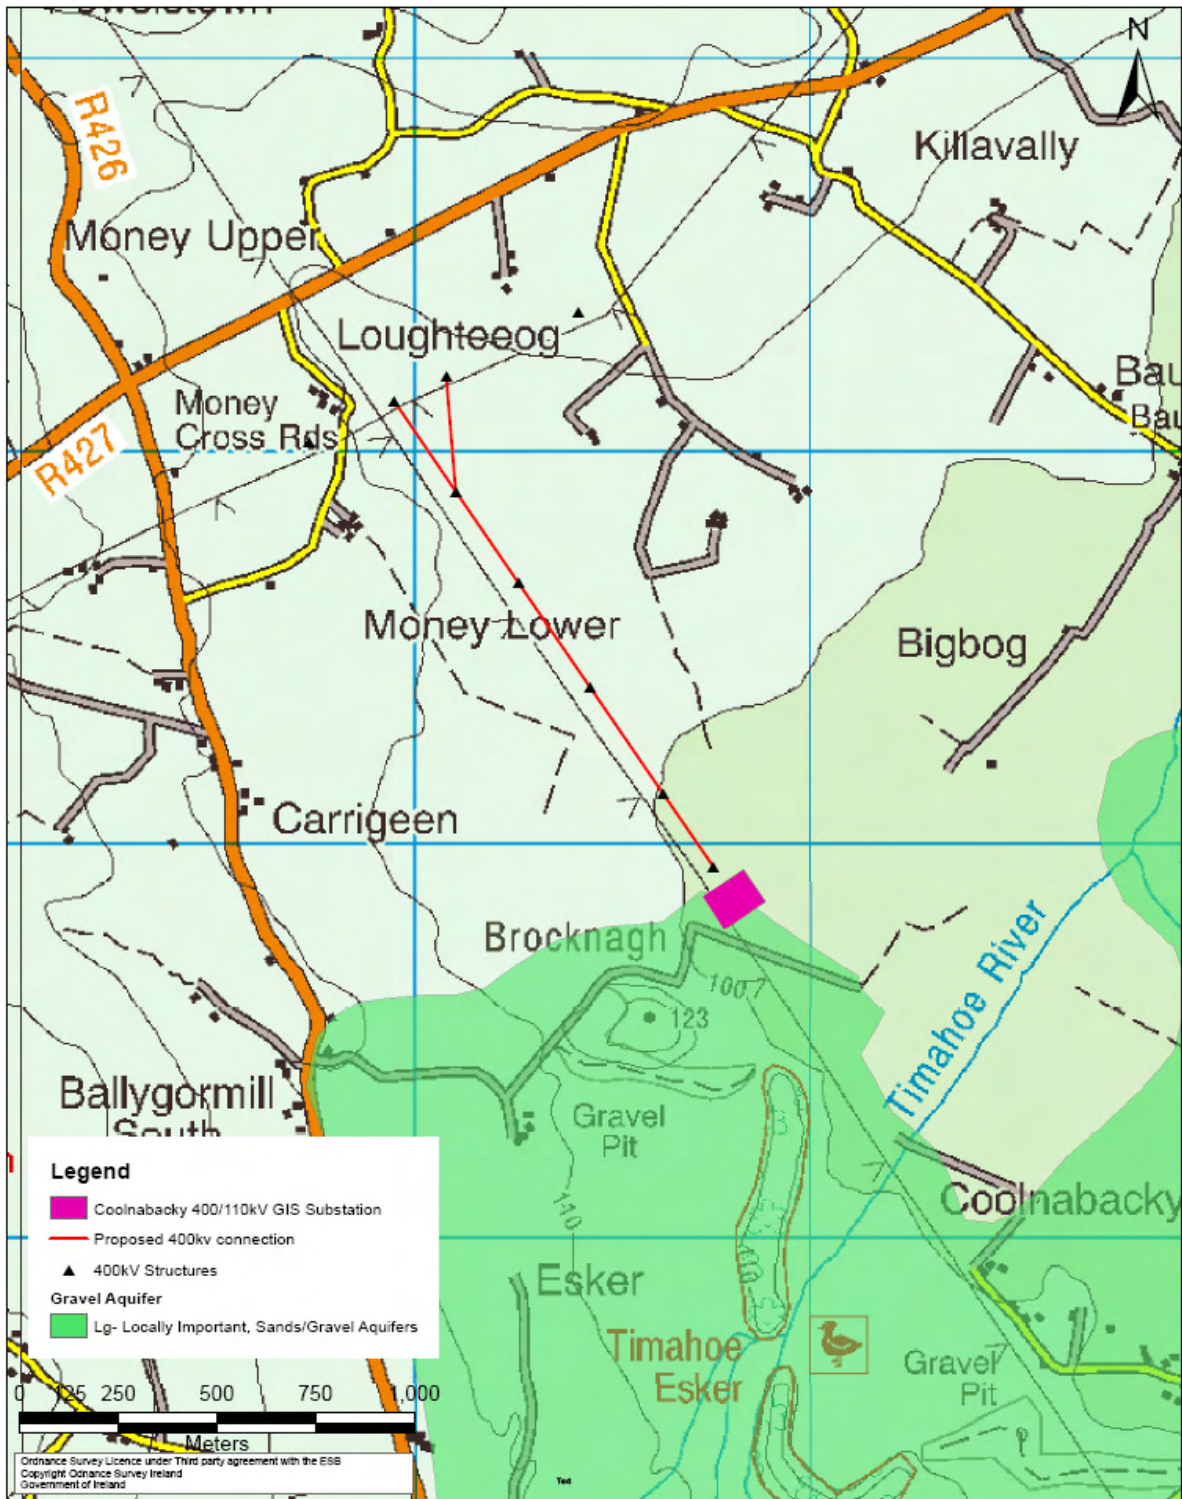 N
R426
Killavally
Money Upper
Loughteeog
Bau
Bau
Money
Cross Rds
R427
Money Lower
Bigbog
Carrigeen
Brocknagh
100
123
Timahoe River
Ballygormill
South
Gravel
Pit
Coolnabacky
110
110
Esker
Timahoe
Esker
Gravel
Pit
Legend
Coolnabacky 400/110kV GIS Substation
Proposed 400kv connection
400kV Structures
Gravel Aquifer
Lg- Locally Important, Sands/Gravel Aquifers
0 125 250 500 750 1,000
Meters
Ordnance Survey Licence under Third party agreement with the ESB
Copyright Odnance Survey Ireland
Government of Ireland
Text